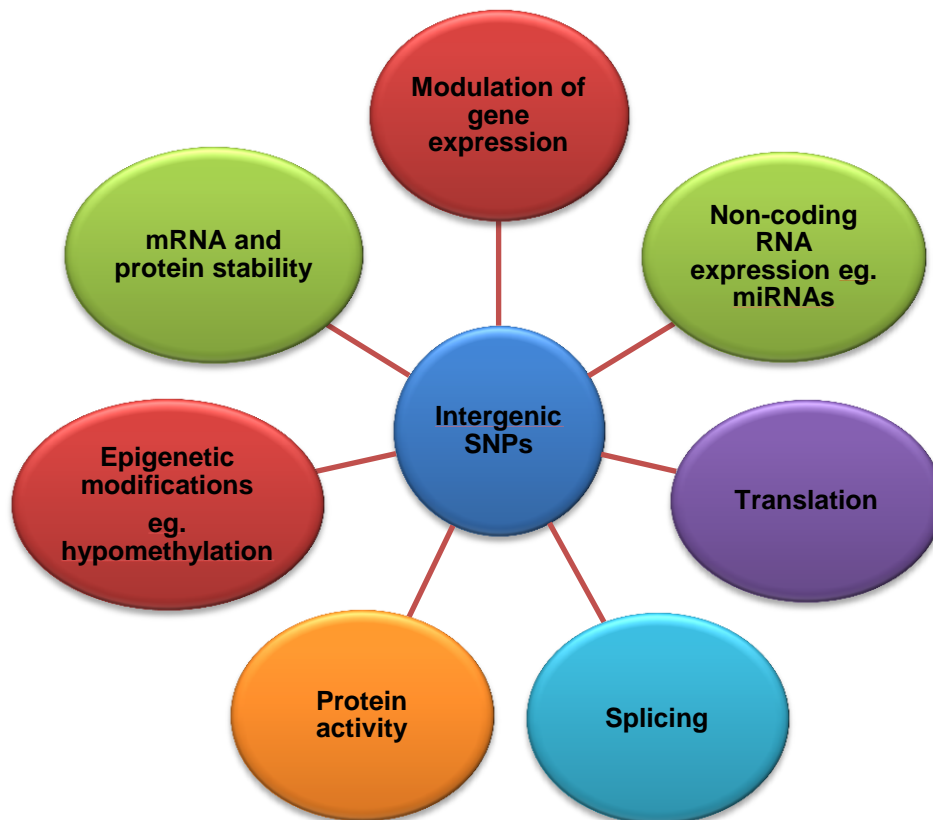 Modulation of
gene
expression
Non-coding
RNA
expression eg.
miRNAs
mRNA and
protein stability
Intergenic
SNPs
Epigenetic
modifications
eg.
hypomethylation
Translation
Protein
activity
Splicing